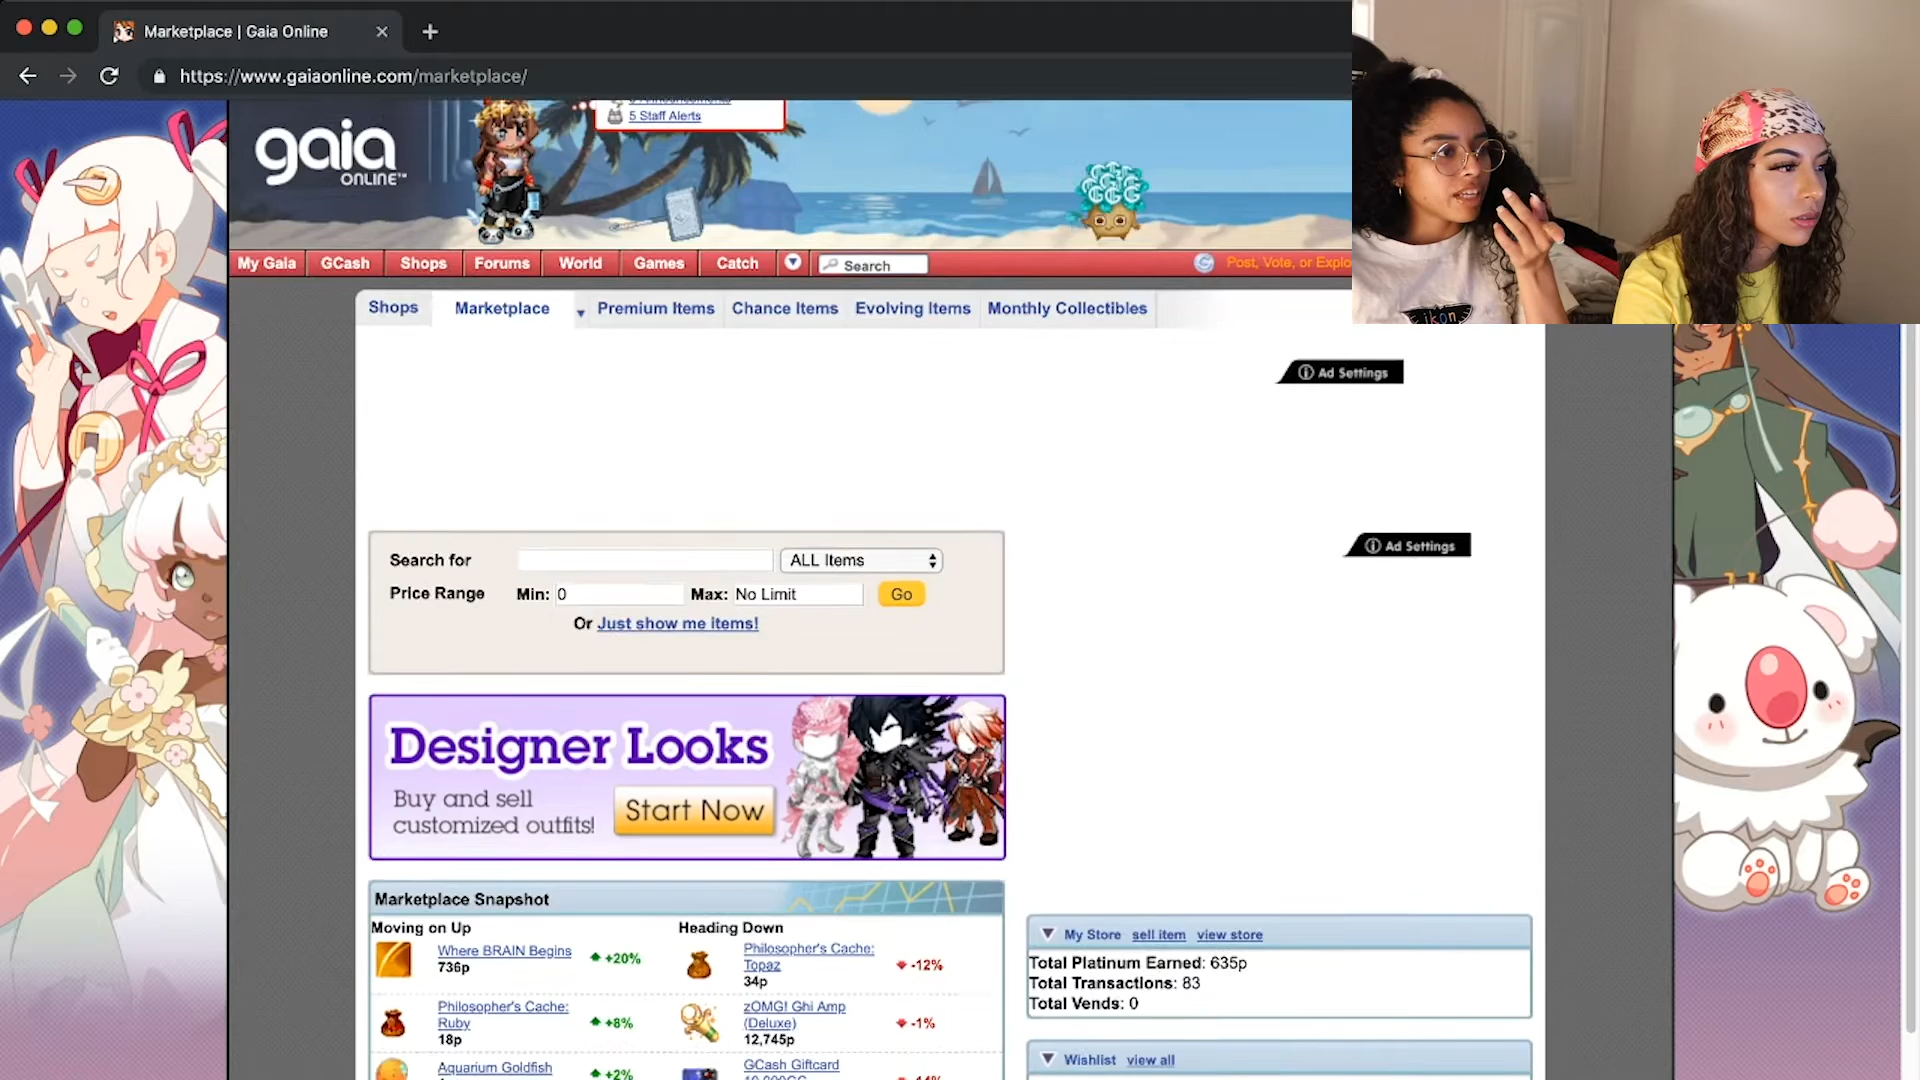 Marketplace | Gaia Online
https://www.gaiaonline.com/marketplace/
5 Staff Alerts
gaia
ONLINE™
My Gaia GCash Shops Forums World Games Catch Search Post, Vote, or Explo
Shops Marketplace Premium Items Chance Items Evolving Items Monthly Collectibles
Ad Settings
Ad Settings
Search for ALL Items
Price Range Min: 0 Max: No Limit Go
Or Just show me items!
Designer Looks
Buy and sell
customized outfits!
Start Now
Marketplace Snapshot
Moving on Up
Where BRAIN Begins +20%
736p
Philosopher's Cache:
Ruby +8%
18p
Aquarium Goldfish +2%
Heading Down
Philosopher's Cache:
Topaz -12%
34p
zOMG! Ghi Amp
(Deluxe) -1%
12,745p
GCash Giftcard
My Store sell item view store
Total Platinum Earned: 635p
Total Transactions: 83
Total Vends: 0
Wishlist view all
ikon